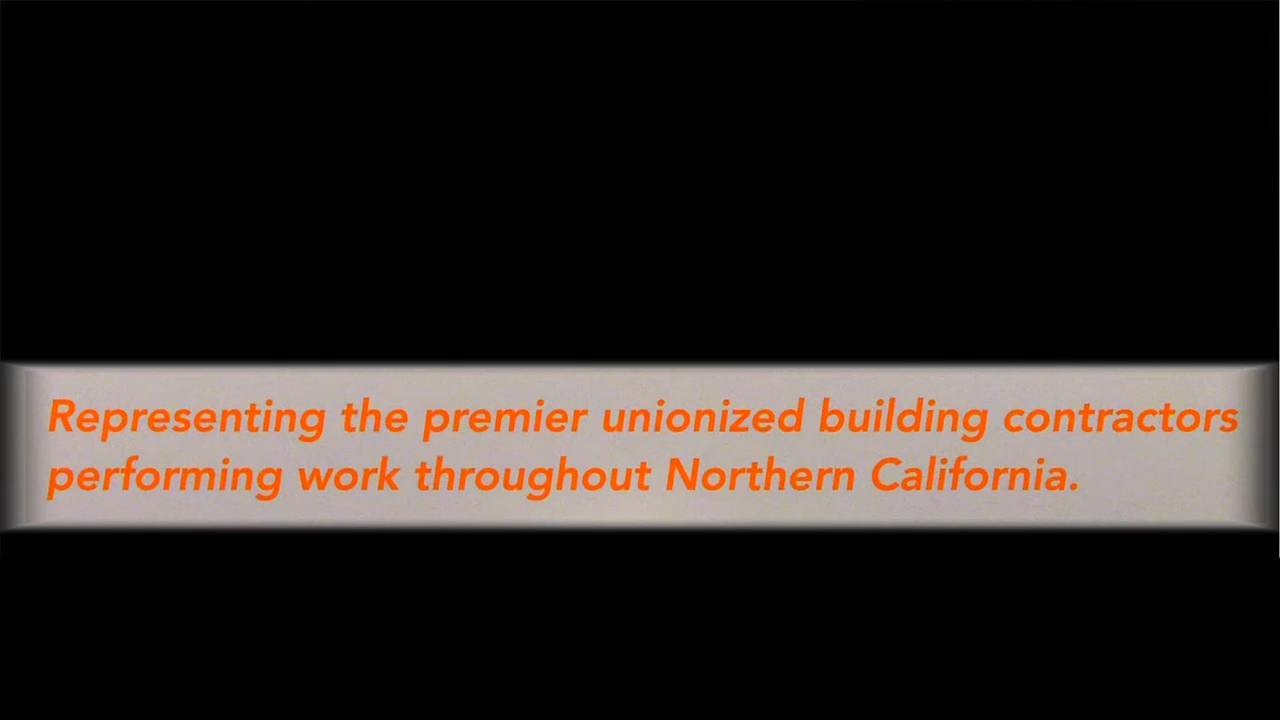 Representing the premier unionized building contractors
performing work throughout Northern California.